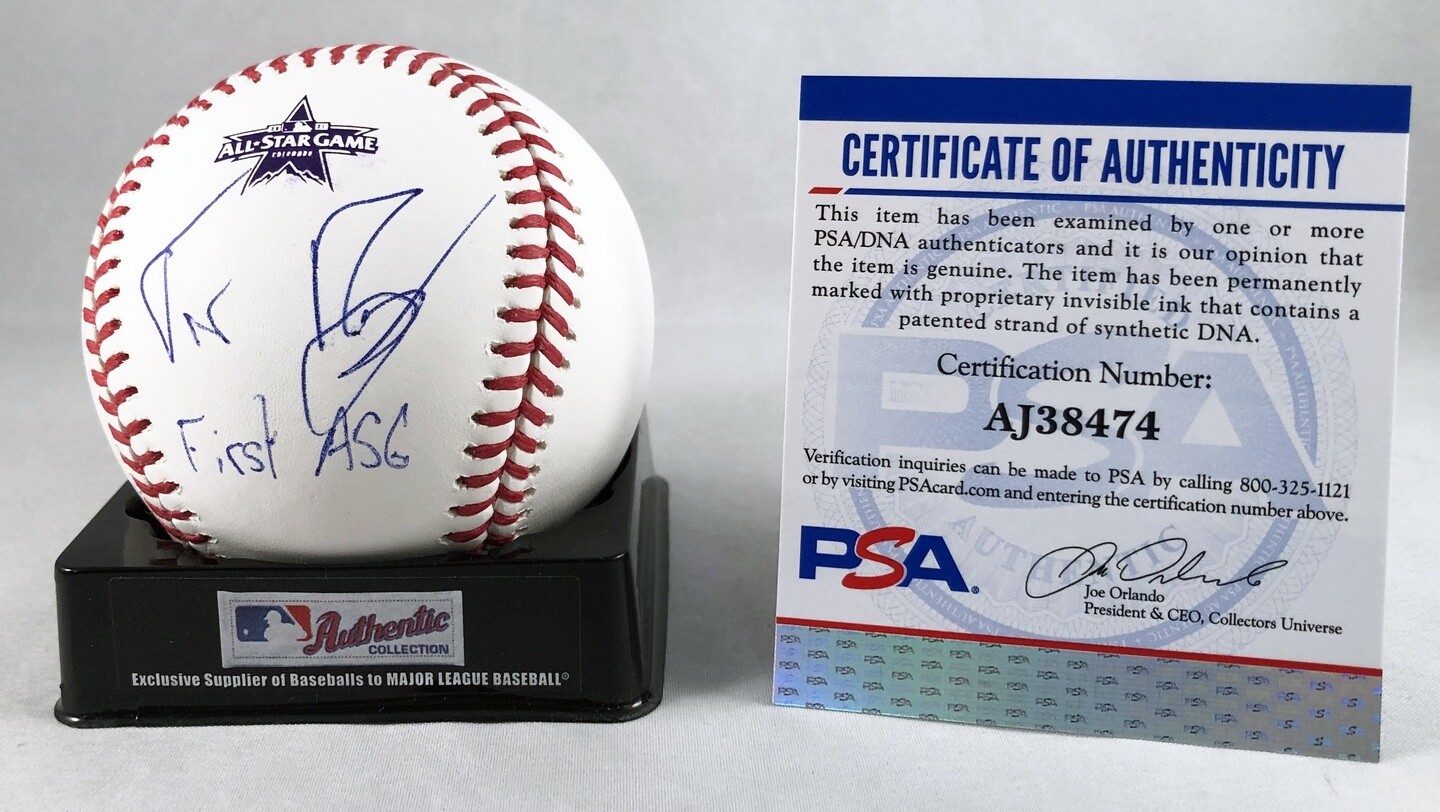 ALL★STAR GAME
COLORADO
First ASG
Authentic
COLLECTION
Exclusive Supplier of Baseballs to MAJOR LEAGUE BASEBALL®
CERTIFICATE OF AUTHENTICITY
This item has been examined by one or more
PSA/DNA authenticators and it is our opinion that
the item is genuine. The item has been permanently
marked with proprietary invisible ink that contains a
patented strand of synthetic DNA.
Certification Number:
AJ38474
Verification inquiries can be made to PSA by calling 800-325-1121
or by visiting PSAcard.com and entering the certification number above.
PSA®
Joe Orlando
President & CEO, Collectors Universe